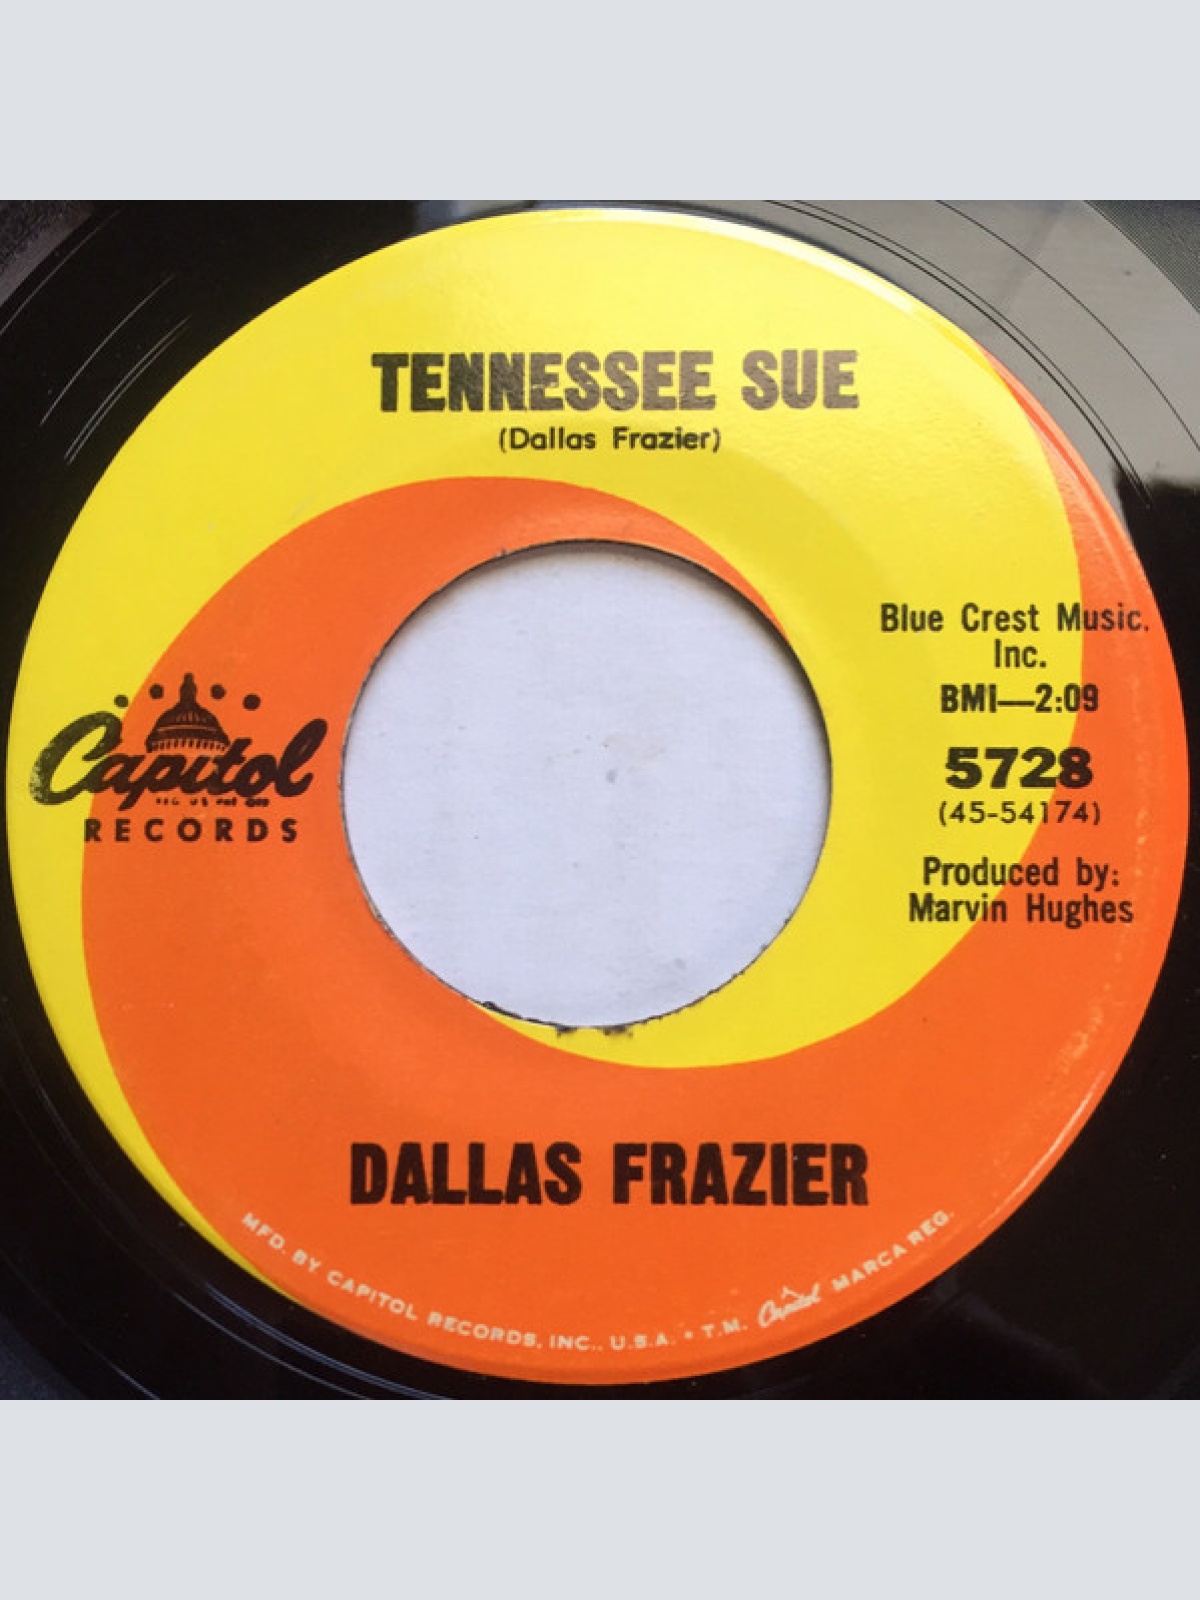 TENNESSEE SUE
(Dallas Frazier)
Blue Crest Music,
Inc.
BMI—2:09
5728
(45-54174)
Produced by:
Marvin Hughes
Capitol
RECORDS
DALLAS FRAZIER
MFD. BY CAPITOL RECORDS, INC., U.S.A. • T.M. Capitol MARCA REG.